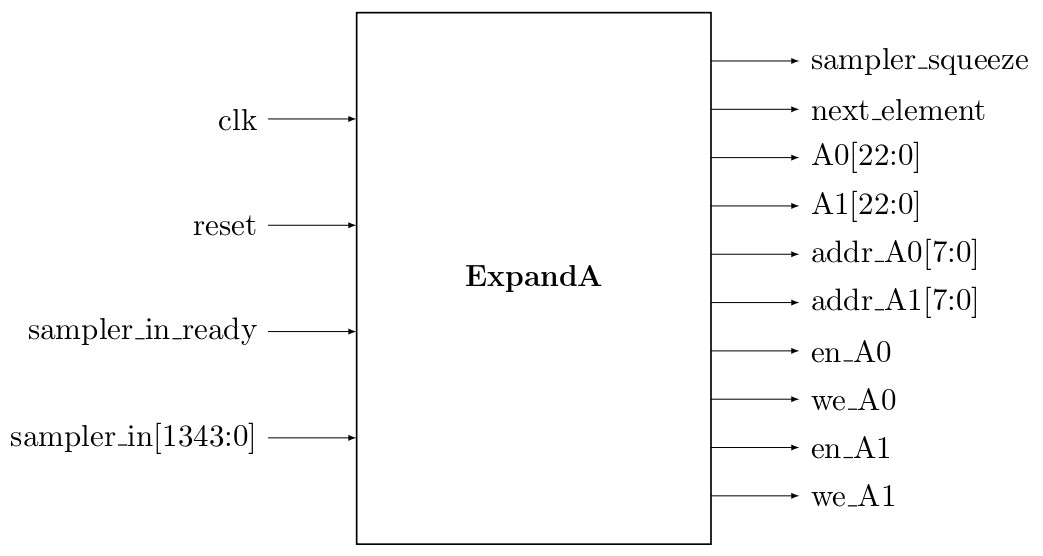 clk
reset
sampler_in_ready
sampler_in[1343:0]
ExpandA
sampler_squeeze
next_element
A0[22:0]
A1[22:0]
addr_A0[7:0]
addr_A1[7:0]
en_A0
we_A0
en_A1
we_A1